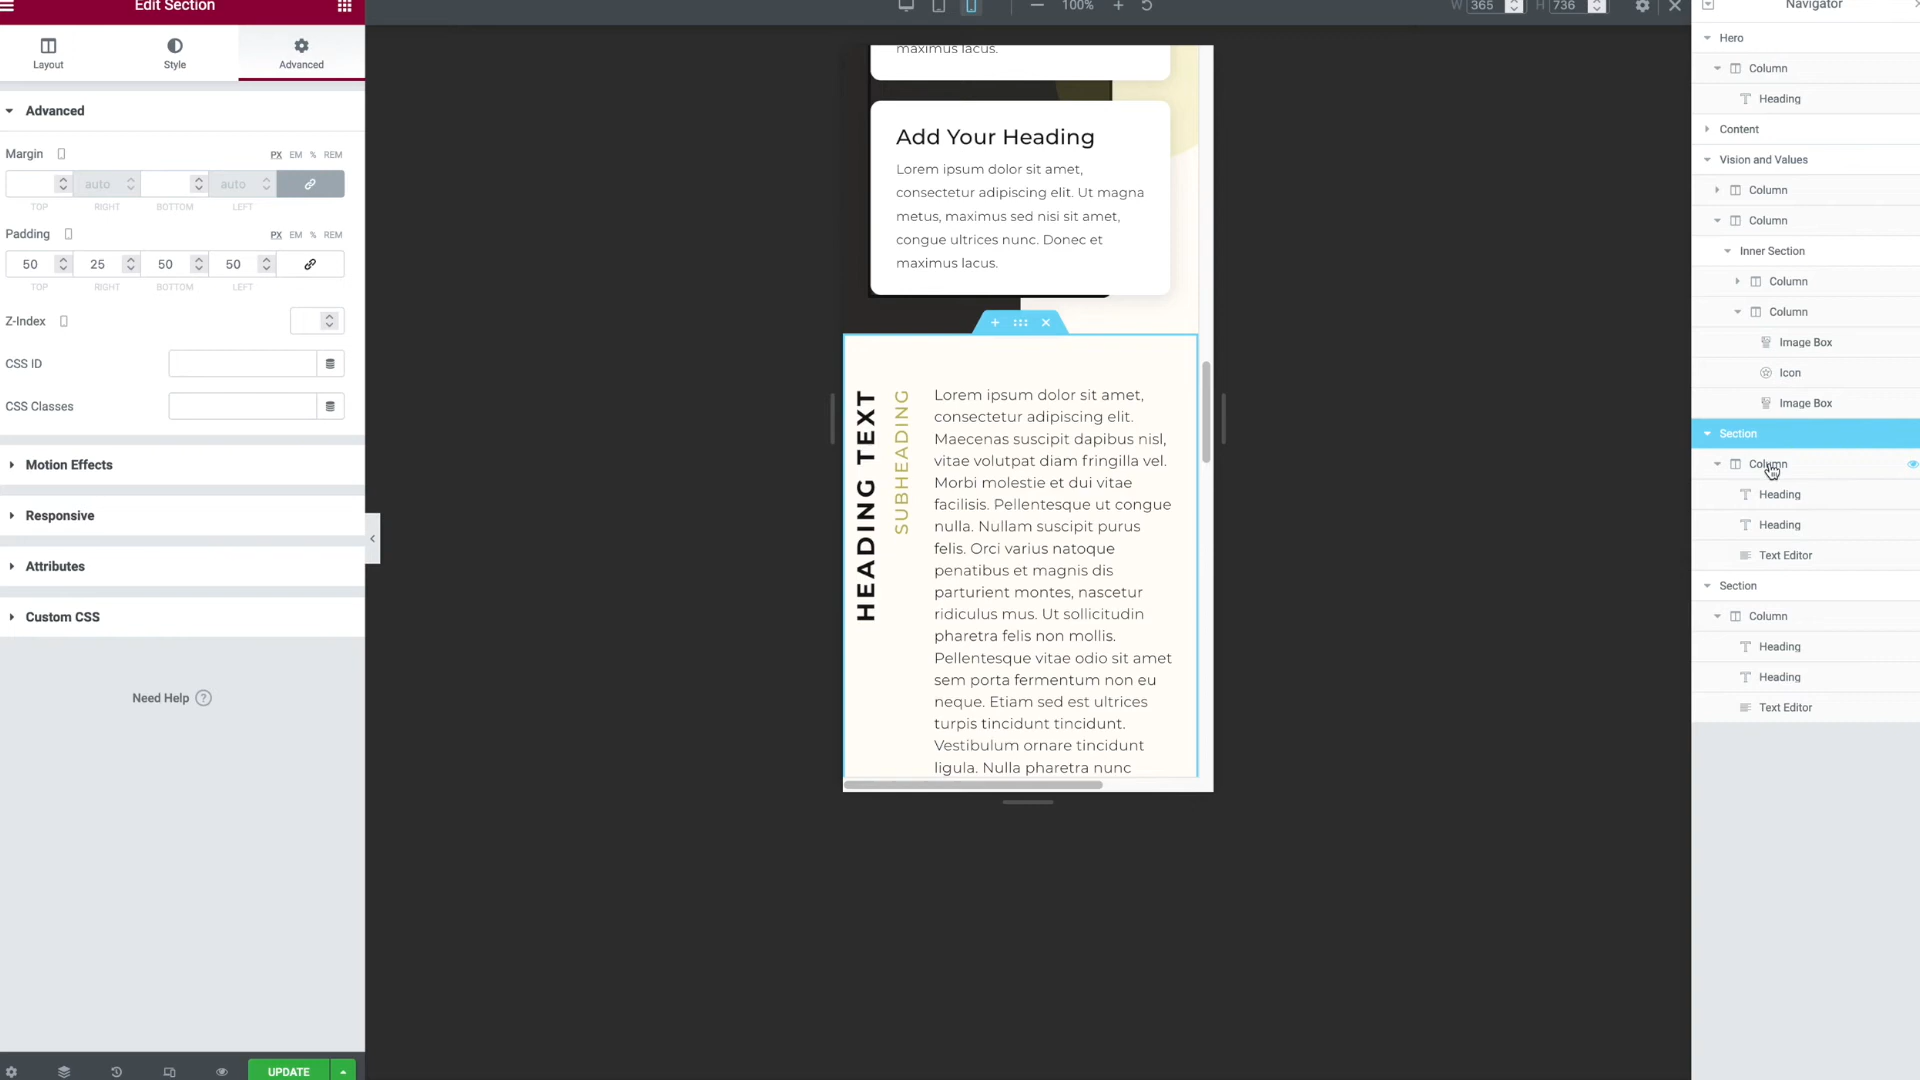 Edit Section
Layout
Style
Advanced
Advanced
Margin
PX EM % REM
auto
auto
TOP RIGHT BOTTOM LEFT
Padding
PX EM % REM
50 25 50 50
TOP RIGHT BOTTOM LEFT
Z-Index
CSS ID
CSS Classes
Motion Effects
Responsive
Attributes
Custom CSS
Need Help ?
UPDATE
100%
W 365 H 736
maximus lacus.
Add Your Heading
Lorem ipsum dolor sit amet,
consectetur adipiscing elit. Ut magna
metus, maximus sed nisi sit amet,
congue ultrices nunc. Donec et
maximus lacus.
HEADING TEXT
SUBHEADING
Lorem ipsum dolor sit amet,
consectetur adipiscing elit.
Maecenas suscipit dapibus nisl,
vitae volutpat diam fringilla vel.
Morbi molestie et dui vitae
facilisis. Pellentesque ut congue
nulla. Nullam suscipit purus
felis. Orci varius natoque
penatibus et magnis dis
parturient montes, nascetur
ridiculus mus. Ut sollicitudin
pharetra felis non mollis.
Pellentesque vitae odio sit amet
sem porta fermentum non eu
neque. Etiam sed est ultrices
turpis tincidunt tincidunt.
Vestibulum ornare tincidunt
ligula. Nulla pharetra nunc
Navigator
Hero
Column
Heading
Content
Vision and Values
Column
Column
Inner Section
Column
Column
Image Box
Icon
Image Box
Section
Column
Heading
Heading
Text Editor
Section
Column
Heading
Heading
Text Editor